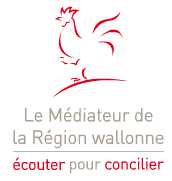 Le Médiateur de
la Région wallonne
écouter pour concilier